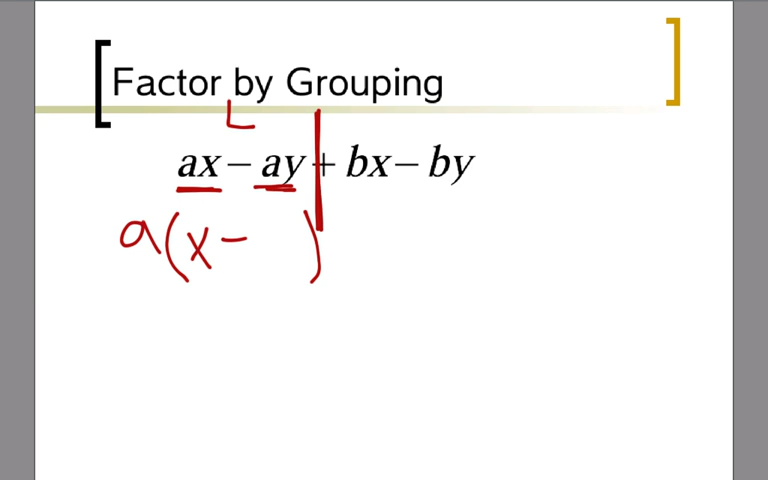 Factor by Grouping
ax − ay + bx − by
a(x − )